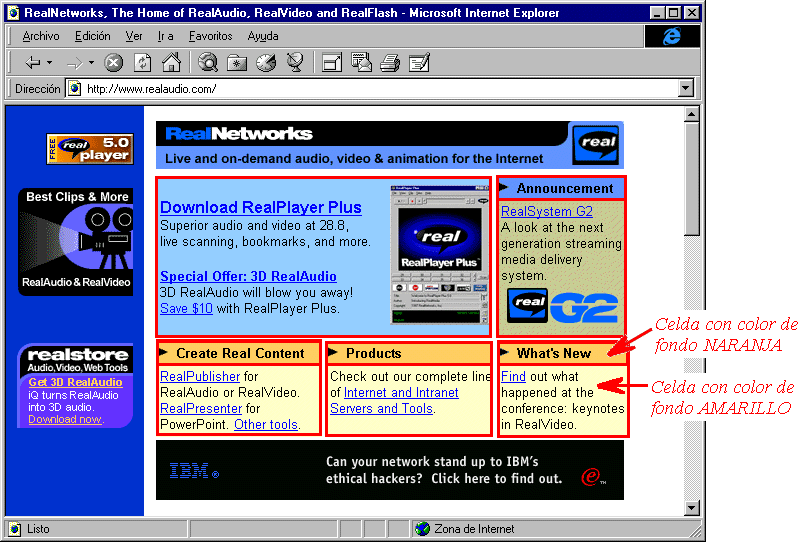 RealNetworks, The Home of RealAudio, RealVideo and RealFlash - Microsoft Internet Explorer
Archivo Edición Ver Ir a Favoritos Ayuda
Dirección http://www.realaudio.com/
FREE real player 5.0
Best Clips & More
RealAudio & RealVideo
realstore
Audio,Video,Web Tools
Get 3D RealAudio
iQ turns RealAudio
into 3D audio.
Download now.
RealNetworks
Live and on-demand audio, video & animation for the Internet
real
Download RealPlayer Plus
Superior audio and video at 28.8,
live scanning, bookmarks, and more.
Special Offer: 3D RealAudio
3D RealAudio will blow you away!
Save $10 with RealPlayer Plus.
real
RealPlayer Plus
Announcement
RealSystem G2
A look at the next
generation streaming
media delivery
system.
real G2
Create Real Content
RealPublisher for
RealAudio or RealVideo.
RealPresenter for
PowerPoint. Other tools.
Products
Check out our complete line
of Internet and Intranet
Servers and Tools.
What's New
Find out what
happened at the
conference: keynotes
in RealVideo.
Celda con color de
fondo NARANJA
Celda con color de
fondo AMARILLO
IBM® Can your network stand up to IBM's
ethical hackers? Click here to find out. e™
Listo
Zona de Internet